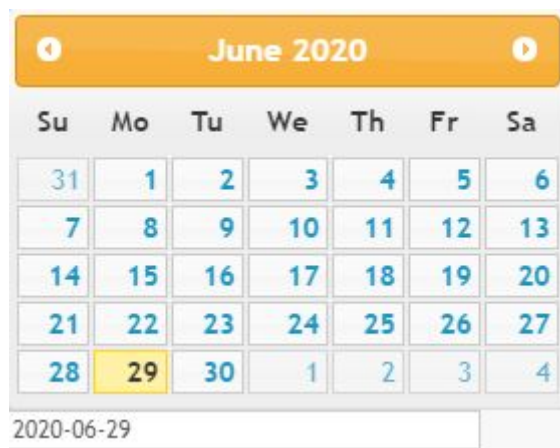 June 2020
Su Mo Tu We Th Fr Sa
31 1 2 3 4 5 6
7 8 9 10 11 12 13
14 15 16 17 18 19 20
21 22 23 24 25 26 27
28 29 30 1 2 3 4
2020-06-29